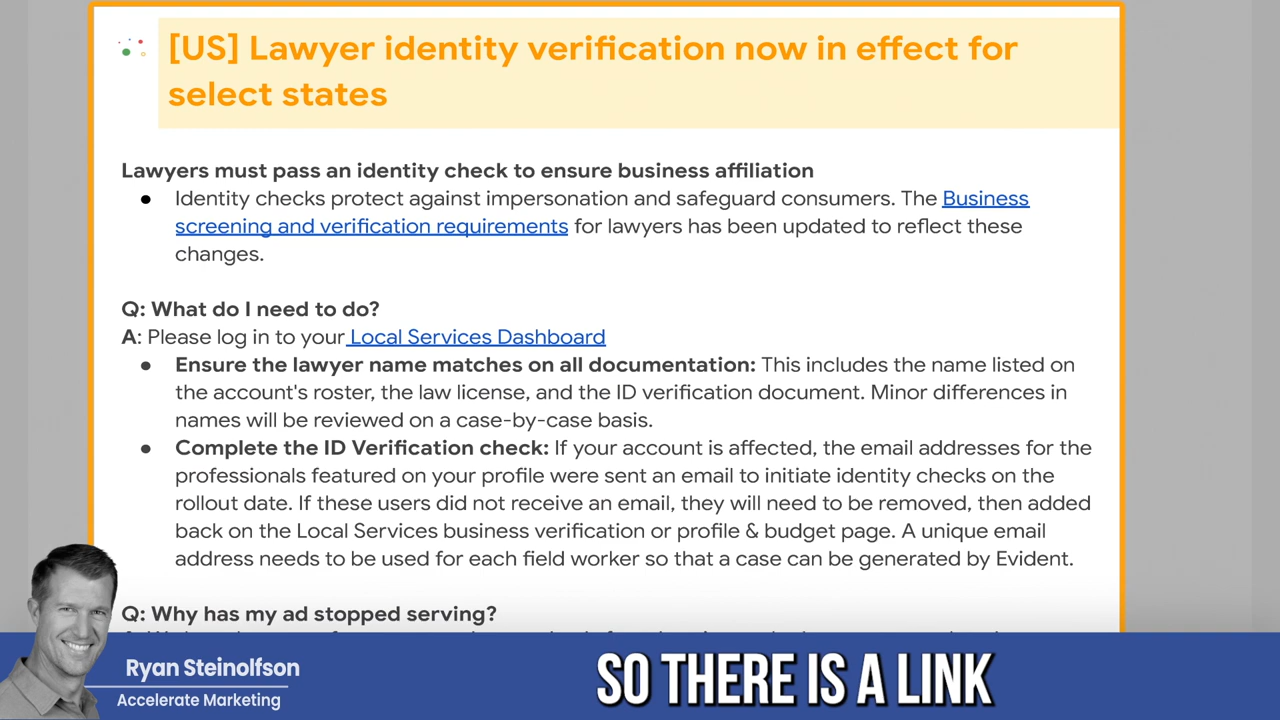 [US] Lawyer identity verification now in effect for
select states
Lawyers must pass an identity check to ensure business affiliation
● Identity checks protect against impersonation and safeguard consumers. The Business
screening and verification requirements for lawyers has been updated to reflect these
changes.
Q: What do I need to do?
A: Please log in to your Local Services Dashboard
● Ensure the lawyer name matches on all documentation: This includes the name listed on
the account's roster, the law license, and the ID verification document. Minor differences in
names will be reviewed on a case-by-case basis.
● Complete the ID Verification check: If your account is affected, the email addresses for the
professionals featured on your profile were sent an email to initiate identity checks on the
rollout date. If these users did not receive an email, they will need to be removed, then added
back on the Local Services business verification or profile & budget page. A unique email
address needs to be used for each field worker so that a case can be generated by Evident.
Q: Why has my ad stopped serving?
Ryan Steinolfson
Accelerate Marketing
SO THERE IS A LINK